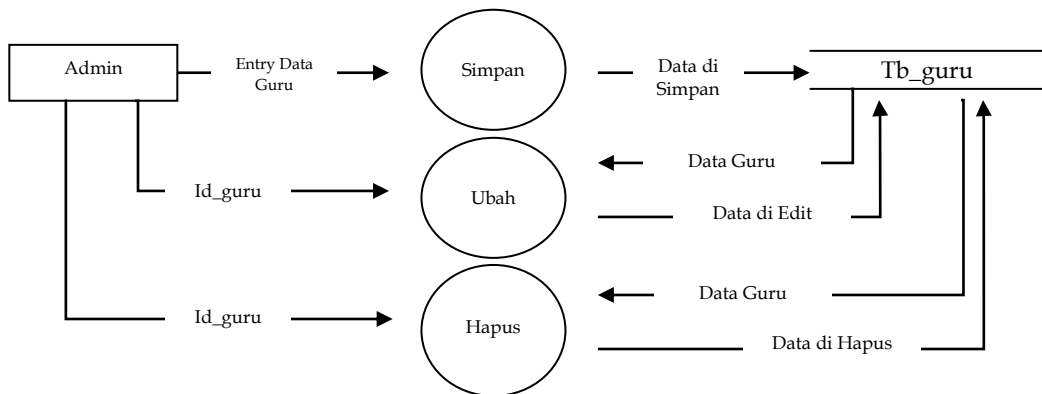 Admin
Entry Data
Guru
Simpan
Data di
Simpan
Tb_guru
Id_guru
Ubah
Data Guru
Data di Edit
Id_guru
Hapus
Data Guru
Data di Hapus